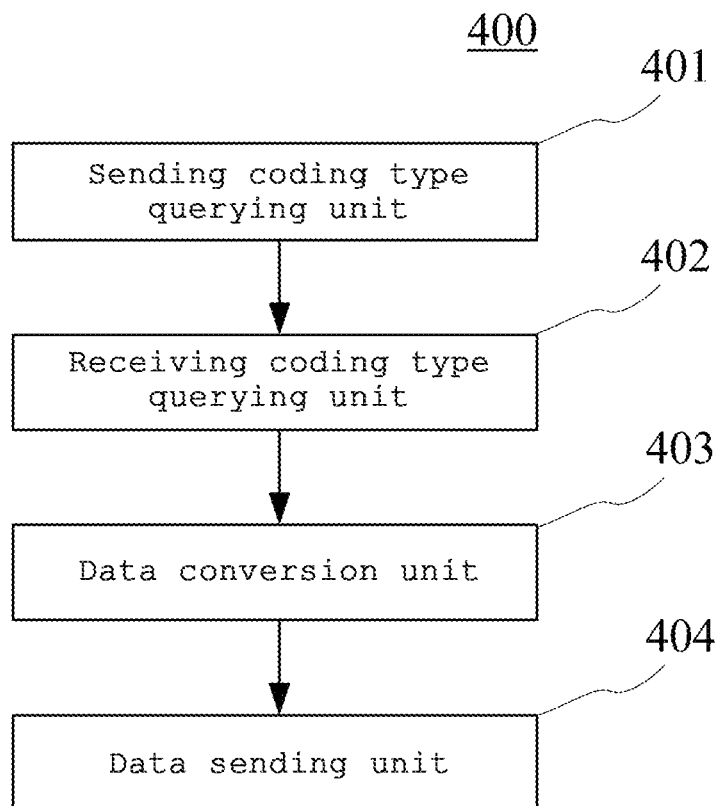 400
401
Sending coding type
querying unit
402
Receiving coding type
querying unit
403
Data conversion unit
404
Data sending unit